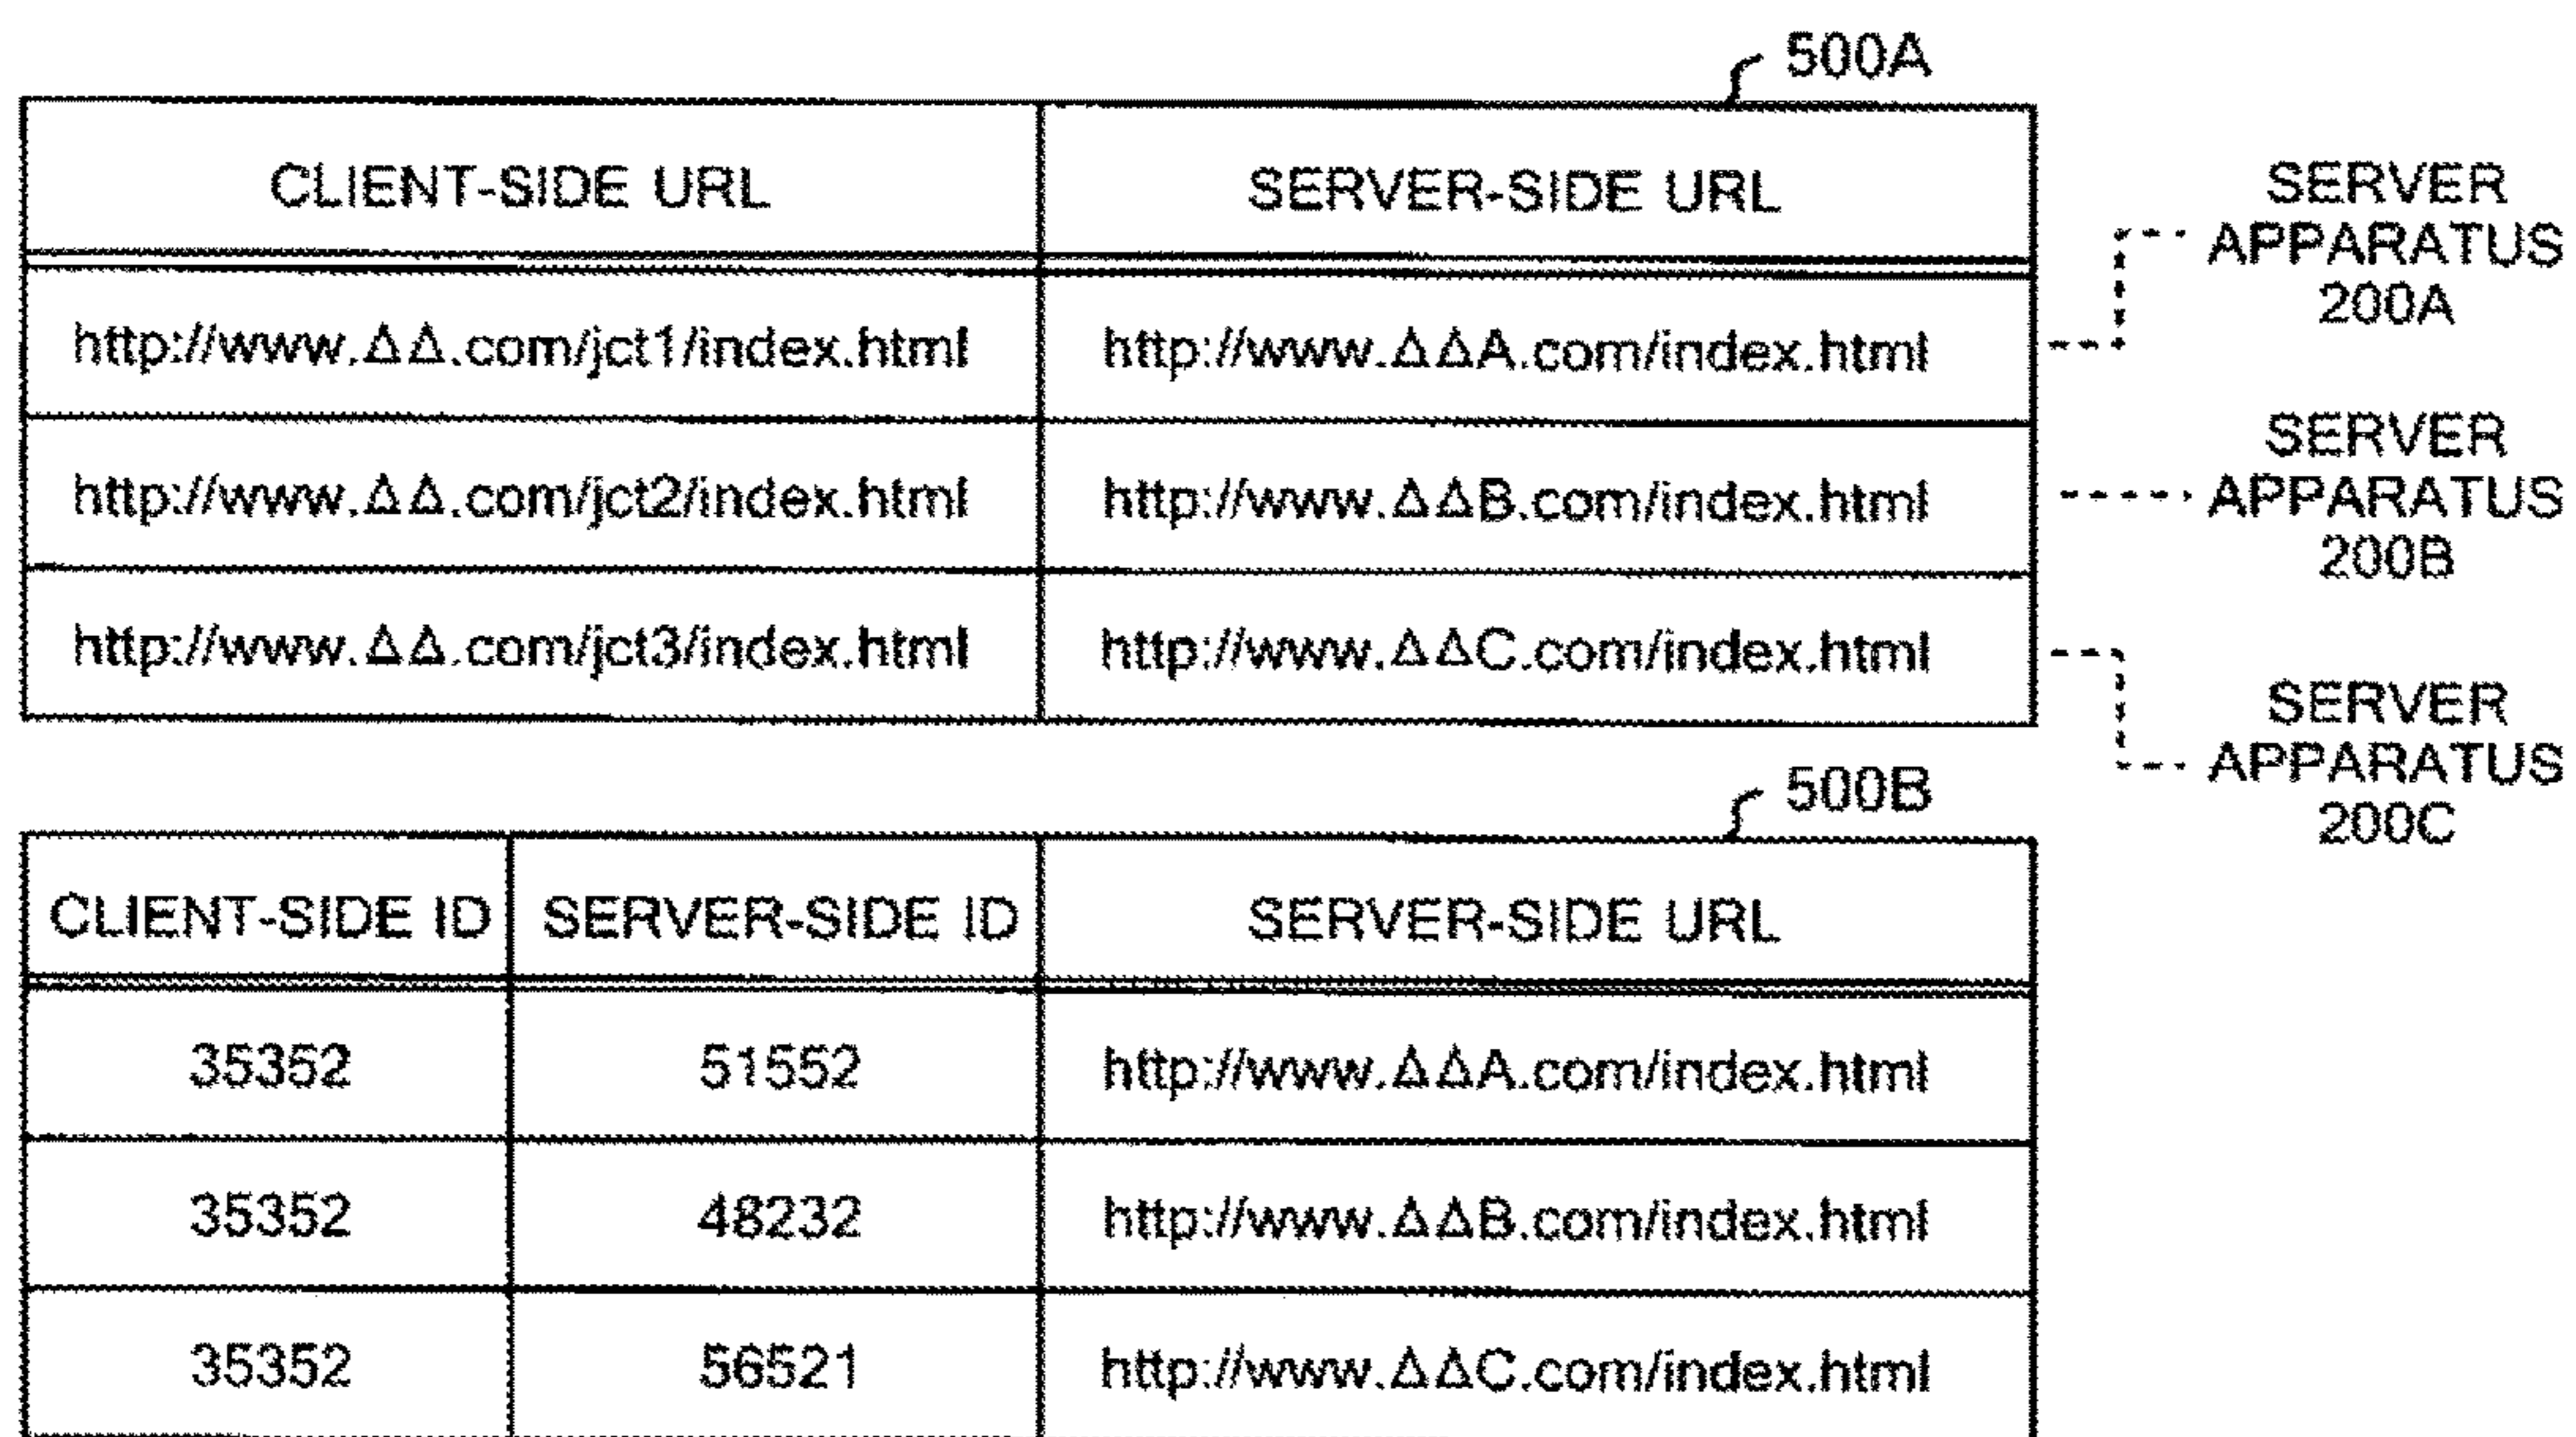 500A
CLIENT-SIDE URL SERVER-SIDE URL
http://www.ΔΔ.com/jct1/index.html http://www.ΔΔA.com/index.html
http://www.ΔΔ.com/jct2/index.html http://www.ΔΔB.com/index.html
http://www.ΔΔ.com/jct3/index.html http://www.ΔΔC.com/index.html
SERVER
APPARATUS
200A
SERVER
APPARATUS
200B
SERVER
APPARATUS
200C
500B
CLIENT-SIDE ID SERVER-SIDE ID SERVER-SIDE URL
35352 51552 http://www.ΔΔA.com/index.html
35352 48232 http://www.ΔΔB.com/index.html
35352 56521 http://www.ΔΔC.com/index.html